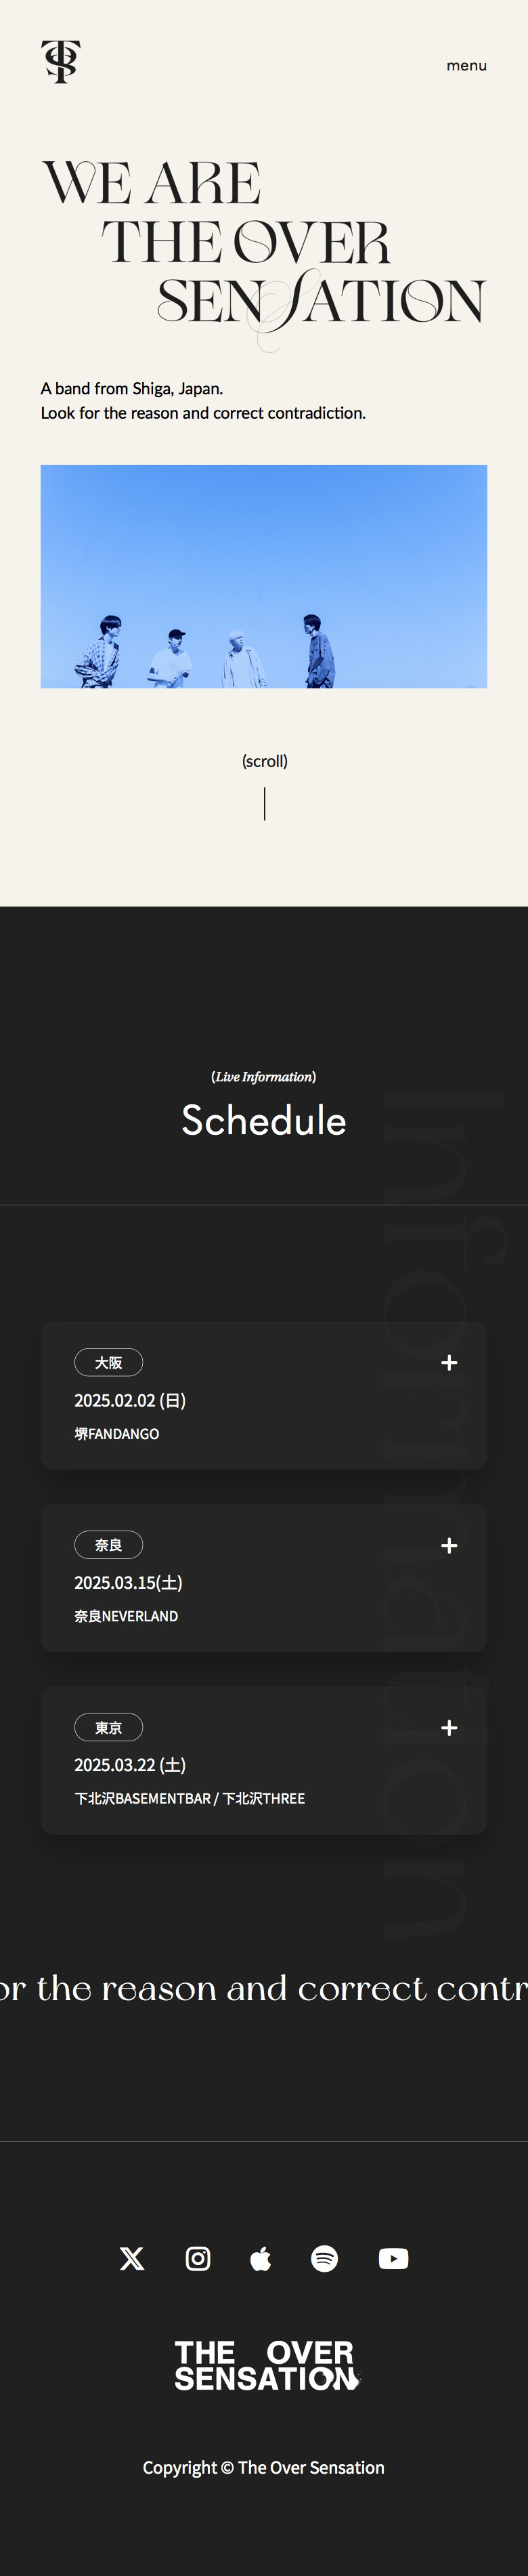 menu
WE ARE
THE OVER
SENSATION
A band from Shiga, Japan.
Look for the reason and correct contradiction.
(scroll)
(Live Information)
Schedule
Information
大阪
2025.02.02 (日)
堺FANDANGO
奈良
2025.03.15(土)
奈良NEVERLAND
東京
2025.03.22 (土)
下北沢BASEMENTBAR / 下北沢THREE
or the reason and correct contr
THE OVER
SENSATION
Copyright © The Over Sensation